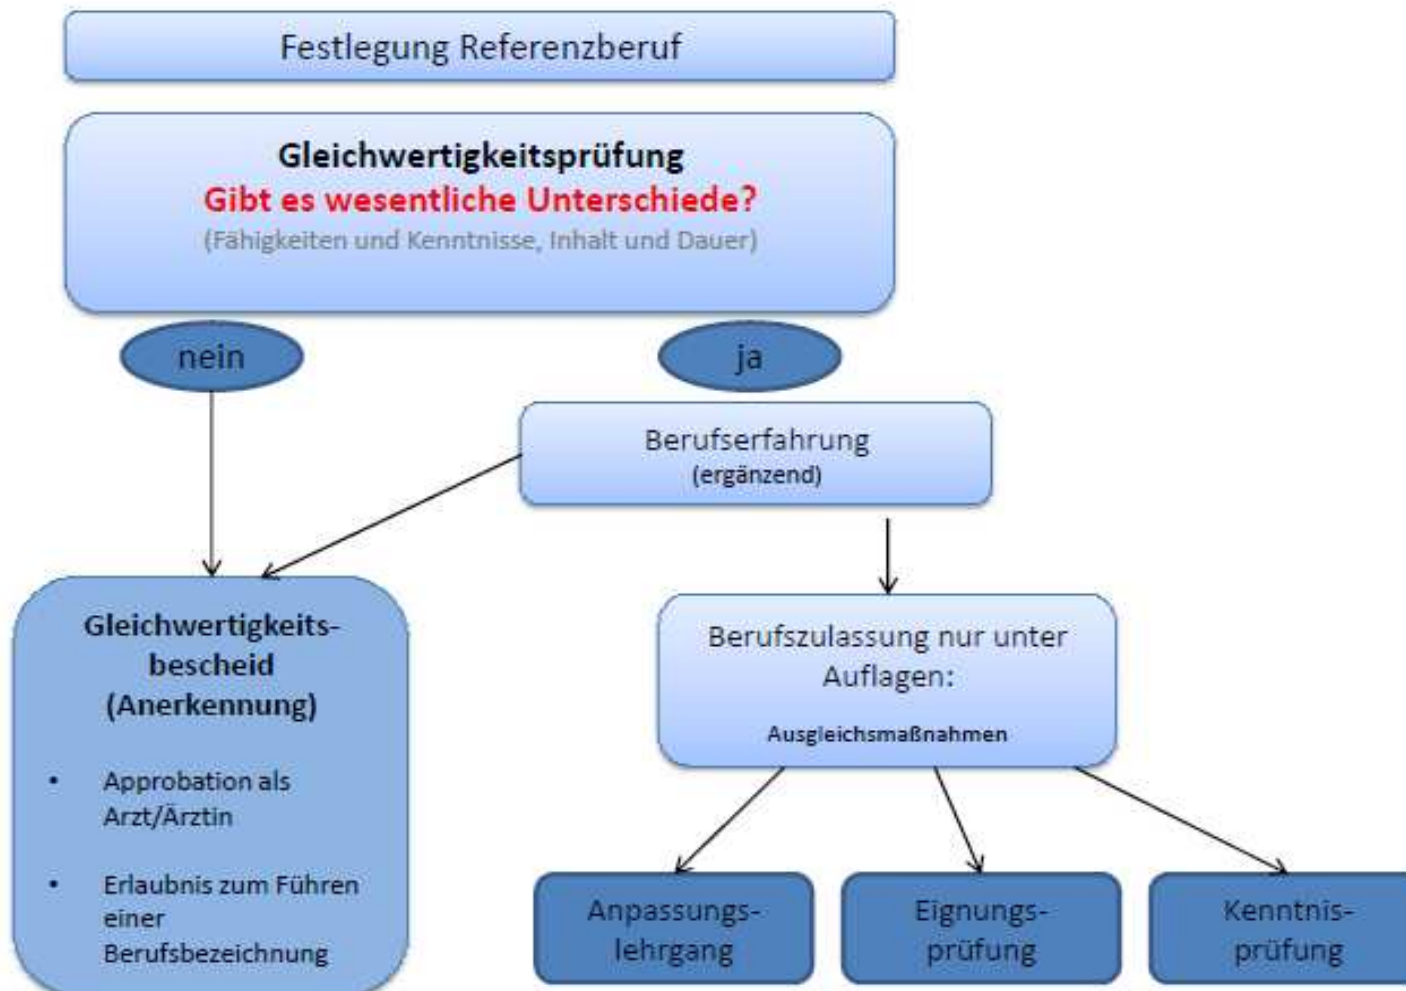 Festlegung Referenzberuf
Gleichwertigkeitsprüfung
Gibt es wesentliche Unterschiede?
(Fähigkeiten und Kenntnisse, Inhalt und Dauer)
nein
ja
Berufserfahrung
(ergänzend)
Gleichwertigkeits-
bescheid
(Anerkennung)
• Approbation als
Arzt/Ärztin
• Erlaubnis zum Führen
einer
Berufsbezeichnung
Berufszulassung nur unter
Auflagen:
Ausgleichsmaßnahmen
Anpassungs-
lehrgang
Eignungs-
prüfung
Kenntnis-
prüfung